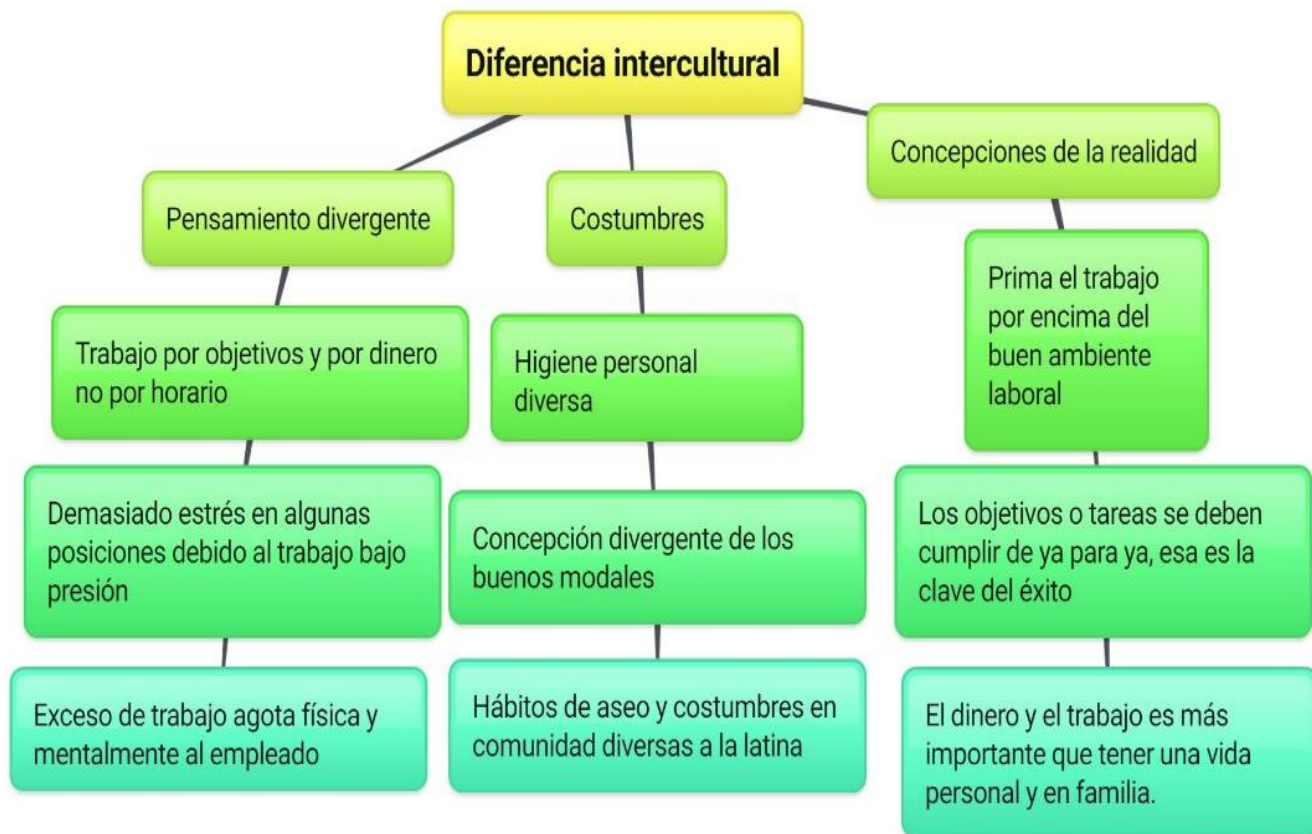 Diferencia intercultural
Pensamiento divergente
Trabajo por objetivos y por dinero
no por horario
Demasiado estrés en algunas
posiciones debido al trabajo bajo
presión
Exceso de trabajo agota física y
mentalmente al empleado
Costumbres
Higiene personal
diversa
Concepción divergente de los
buenos modales
Hábitos de aseo y costumbres en
comunidad diversas a la latina
Concepciones de la realidad
Prima el trabajo
por encima del
buen ambiente
laboral
Los objetivos o tareas se deben
cumplir de ya para ya, esa es la
clave del éxito
El dinero y el trabajo es más
importante que tener una vida
personal y en familia.